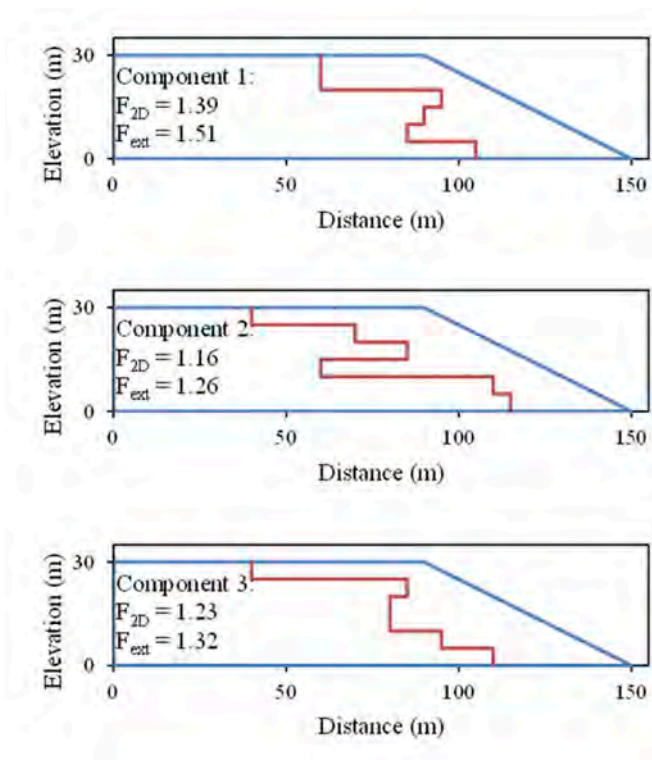 Elevation (m)
30
0
Component 1:
F2D = 1.39
Fext = 1.51
0 50 100 150
Distance (m)
Elevation (m)
30
0
Component 2:
F2D = 1.16
Fext = 1.26
0 50 100 150
Distance (m)
Elevation (m)
30
0
Component 3:
F2D = 1.23
Fext = 1.32
0 50 100 150
Distance (m)